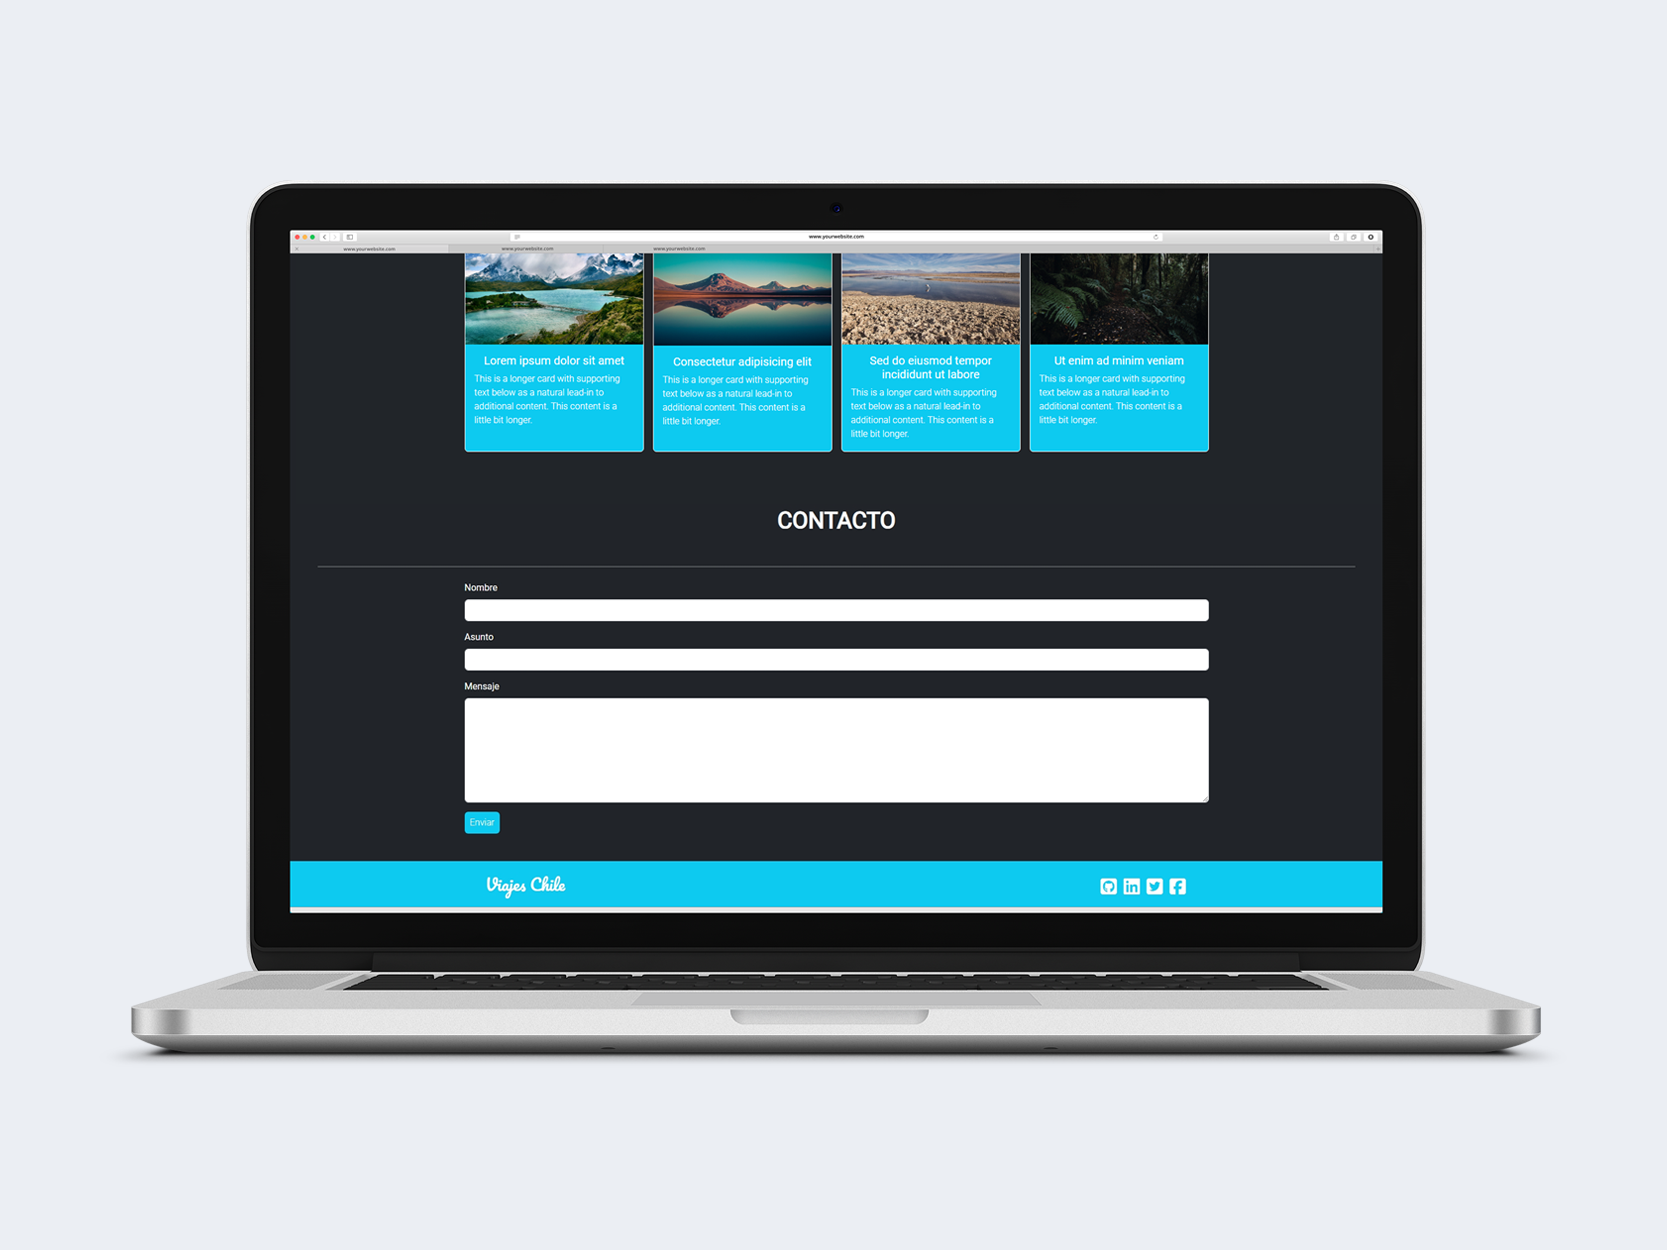 www.yourwebsite.com
www.yourwebsite.com
www.yourwebsite.com
www.yourwebsite.com
Lorem ipsum dolor sit amet
This is a longer card with supporting
text below as a natural lead-in to
additional content. This content is a
little bit longer.
Consectetur adipisicing elit
This is a longer card with supporting
text below as a natural lead-in to
additional content. This content is a
little bit longer.
Sed do eiusmod tempor
incididunt ut labore
This is a longer card with supporting
text below as a natural lead-in to
additional content. This content is a
little bit longer.
Ut enim ad minim veniam
This is a longer card with supporting
text below as a natural lead-in to
additional content. This content is a
little bit longer.
CONTACTO
Nombre
Asunto
Mensaje
Enviar
Viajes Chile